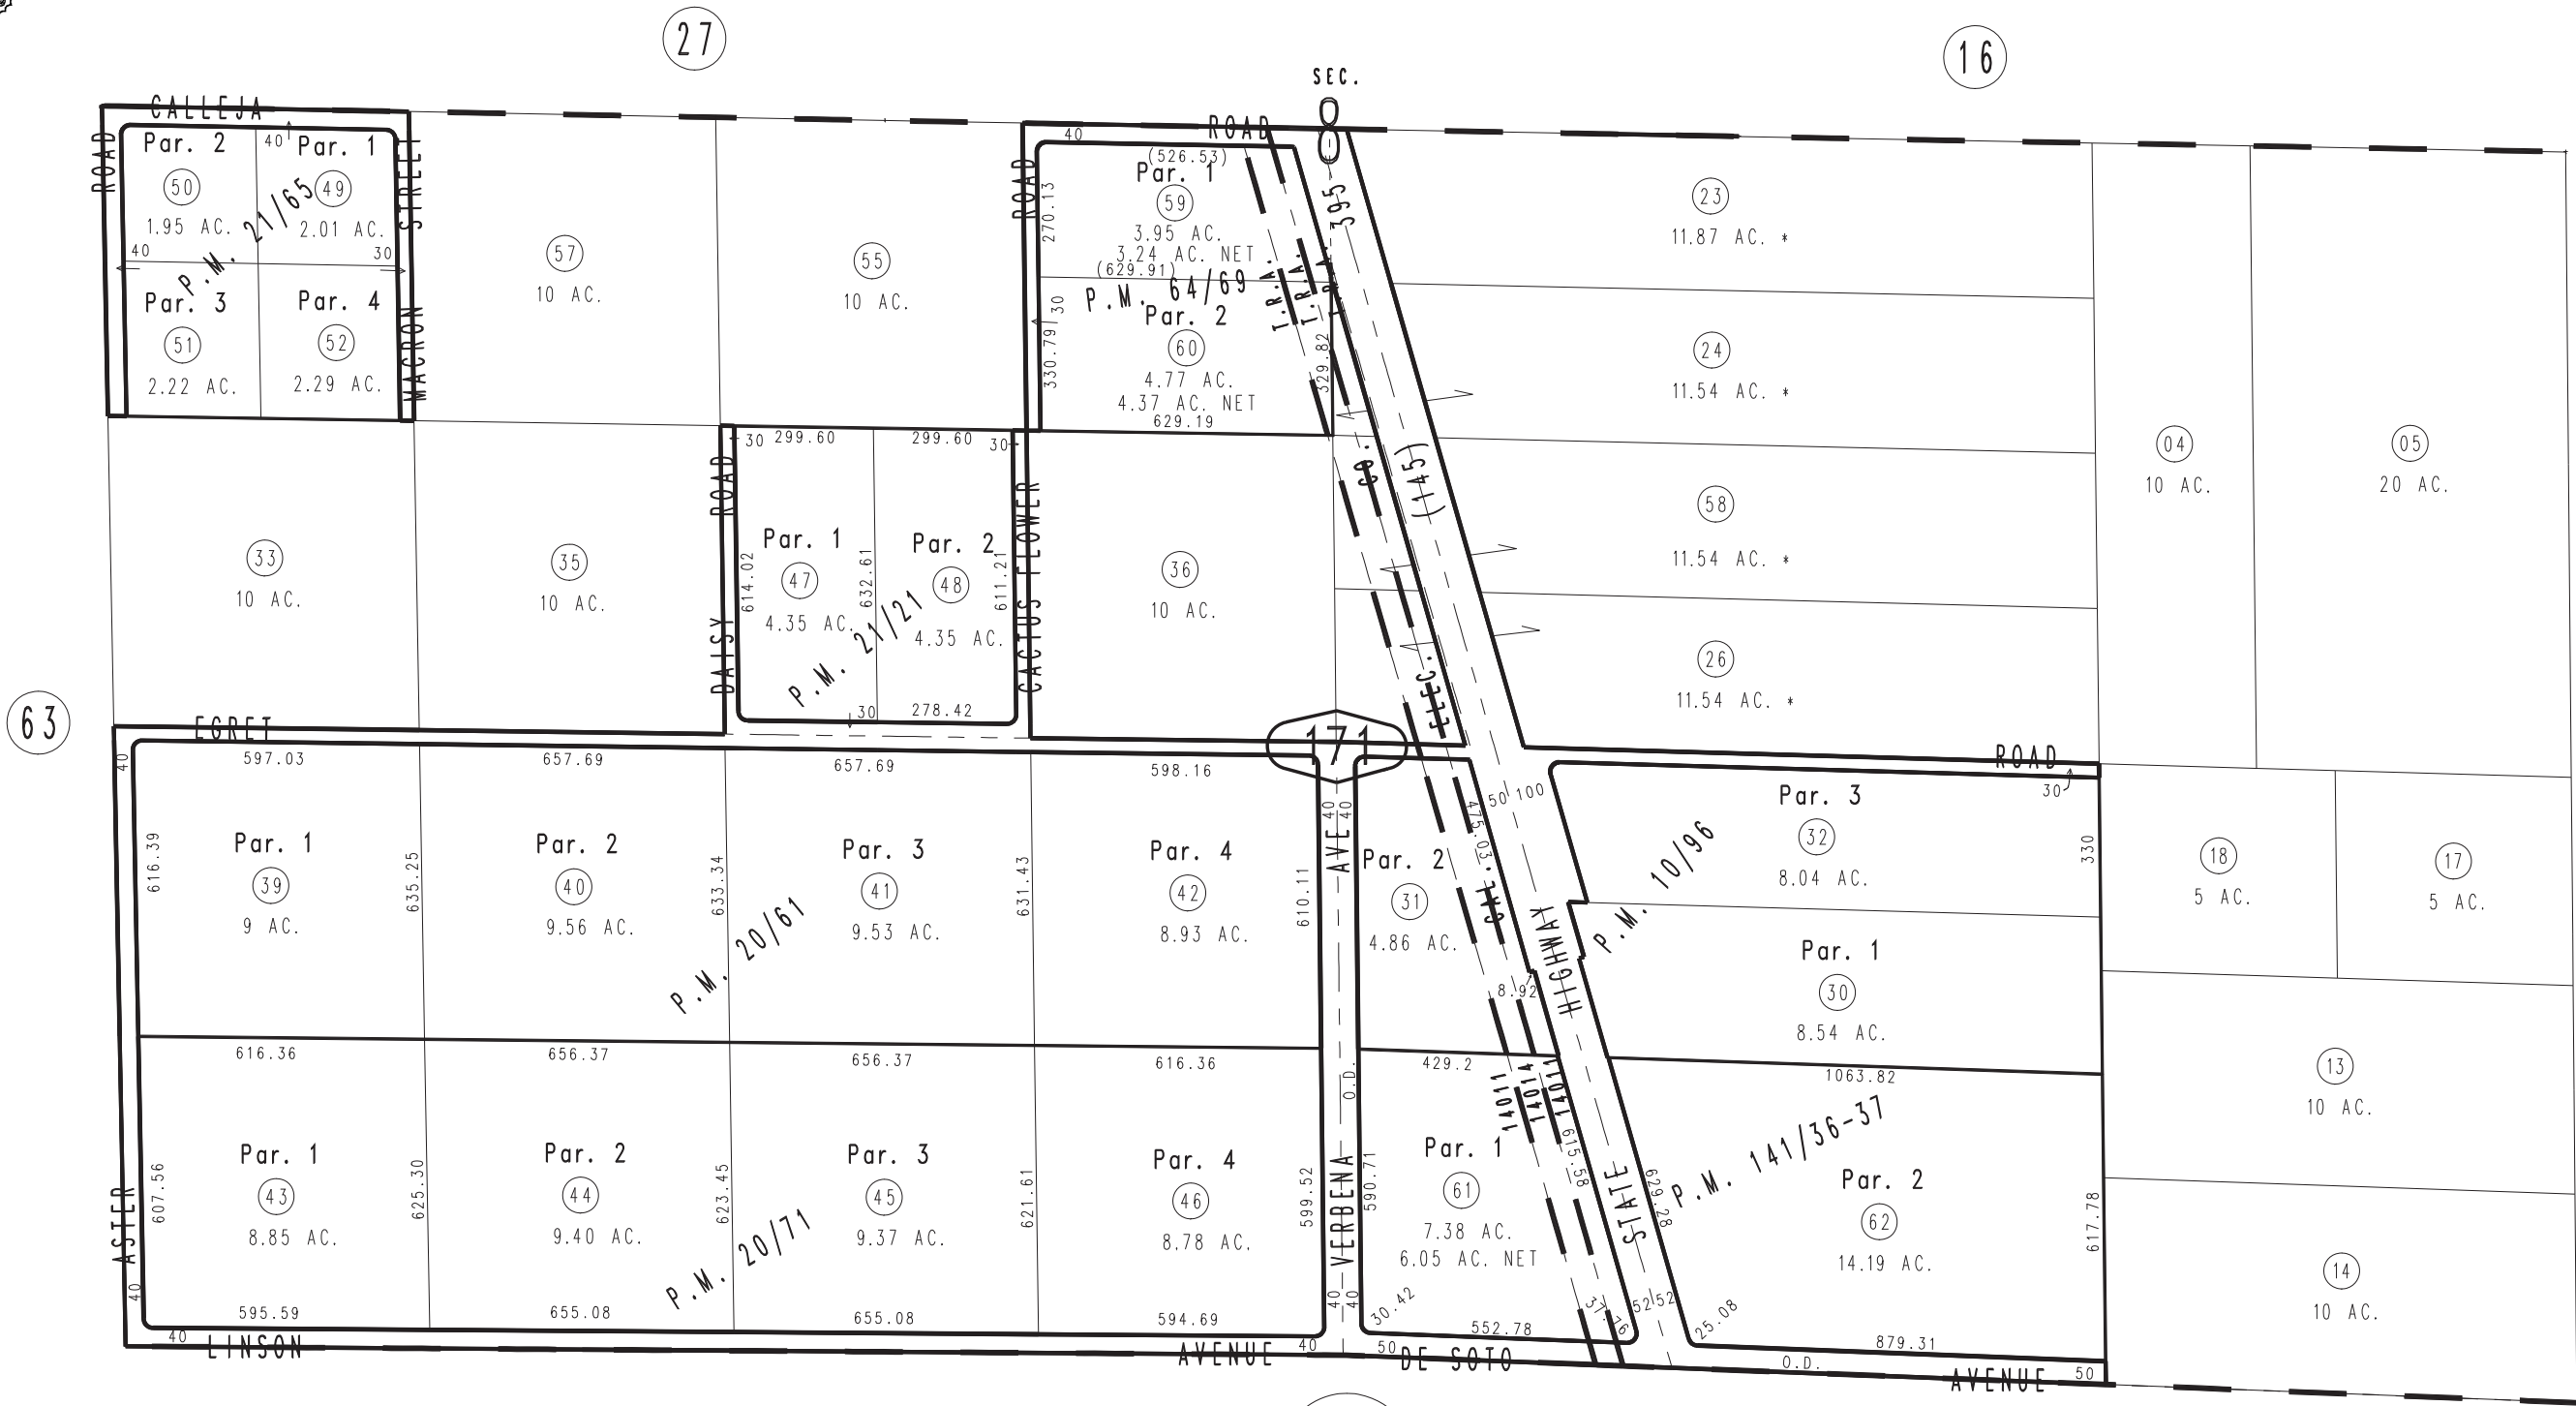 27
16
SEC.
8
CALLEJA
ROAD
ROAD
MACRON STREET
ROAD
40
Par. 2
50
1.95 AC.
40
Par. 1
49
2.01 AC.
30
40
P.M. 21/65
Par. 3
51
2.22 AC.
Par. 4
52
2.29 AC.
57
10 AC.
55
10 AC.
40
(526.53)
Par. 1
59
3.95 AC.
3.24 AC. NET
(629.91)
270.13
P.M. 64/69
30
Par. 2
60
4.77 AC.
4.37 AC. NET
629.19
330.79
329.82
T.R.A.
T.R.A.
T.R.A.
395
(145)
23
11.87 AC. *
24
11.54 AC. *
58
11.54 AC. *
26
11.54 AC. *
04
10 AC.
05
20 AC.
33
10 AC.
35
10 AC.
DAISY ROAD
30
299.60
299.60
30
Par. 1
47
4.35 AC.
614.02
632.61
Par. 2
48
4.35 AC.
611.21
P.M. 21/21
30
278.42
CACTUS FLOWER
36
10 AC.
CO.
ELEC.
CAL.
63
EGRET
171
ROAD
30
40
597.03
657.69
657.69
598.16
616.39
Par. 1
39
9 AC.
635.25
Par. 2
40
9.56 AC.
633.34
Par. 3
41
9.53 AC.
631.43
Par. 4
42
8.93 AC.
610.11
P.M. 20/61
40
40
AVE
Par. 2
31
4.86 AC.
475.03
50
100
8.92
HIGHWAY
P.M. 10/96
Par. 3
32
8.04 AC.
330
Par. 1
30
8.54 AC.
18
5 AC.
17
5 AC.
13
10 AC.
14
10 AC.
616.36
656.37
656.37
616.36
O.D.
429.2
1063.82
14011
14014
14011
ASTER
607.56
Par. 1
43
8.85 AC.
625.30
Par. 2
44
9.40 AC.
623.45
Par. 3
45
9.37 AC.
621.61
Par. 4
46
8.78 AC.
599.52
P.M. 20/71
VERBENA
590.71
Par. 1
61
7.38 AC.
6.05 AC. NET
615.58
STATE
629.28
P.M. 141/36-37
Par. 2
62
14.19 AC.
617.78
40
595.59
655.08
655.08
594.69
40
40
30.42
552.78
37.76
52
52
25.08
879.31
40
LINSON
AVENUE
40
50
DE SOTO
O.D.
AVENUE
50